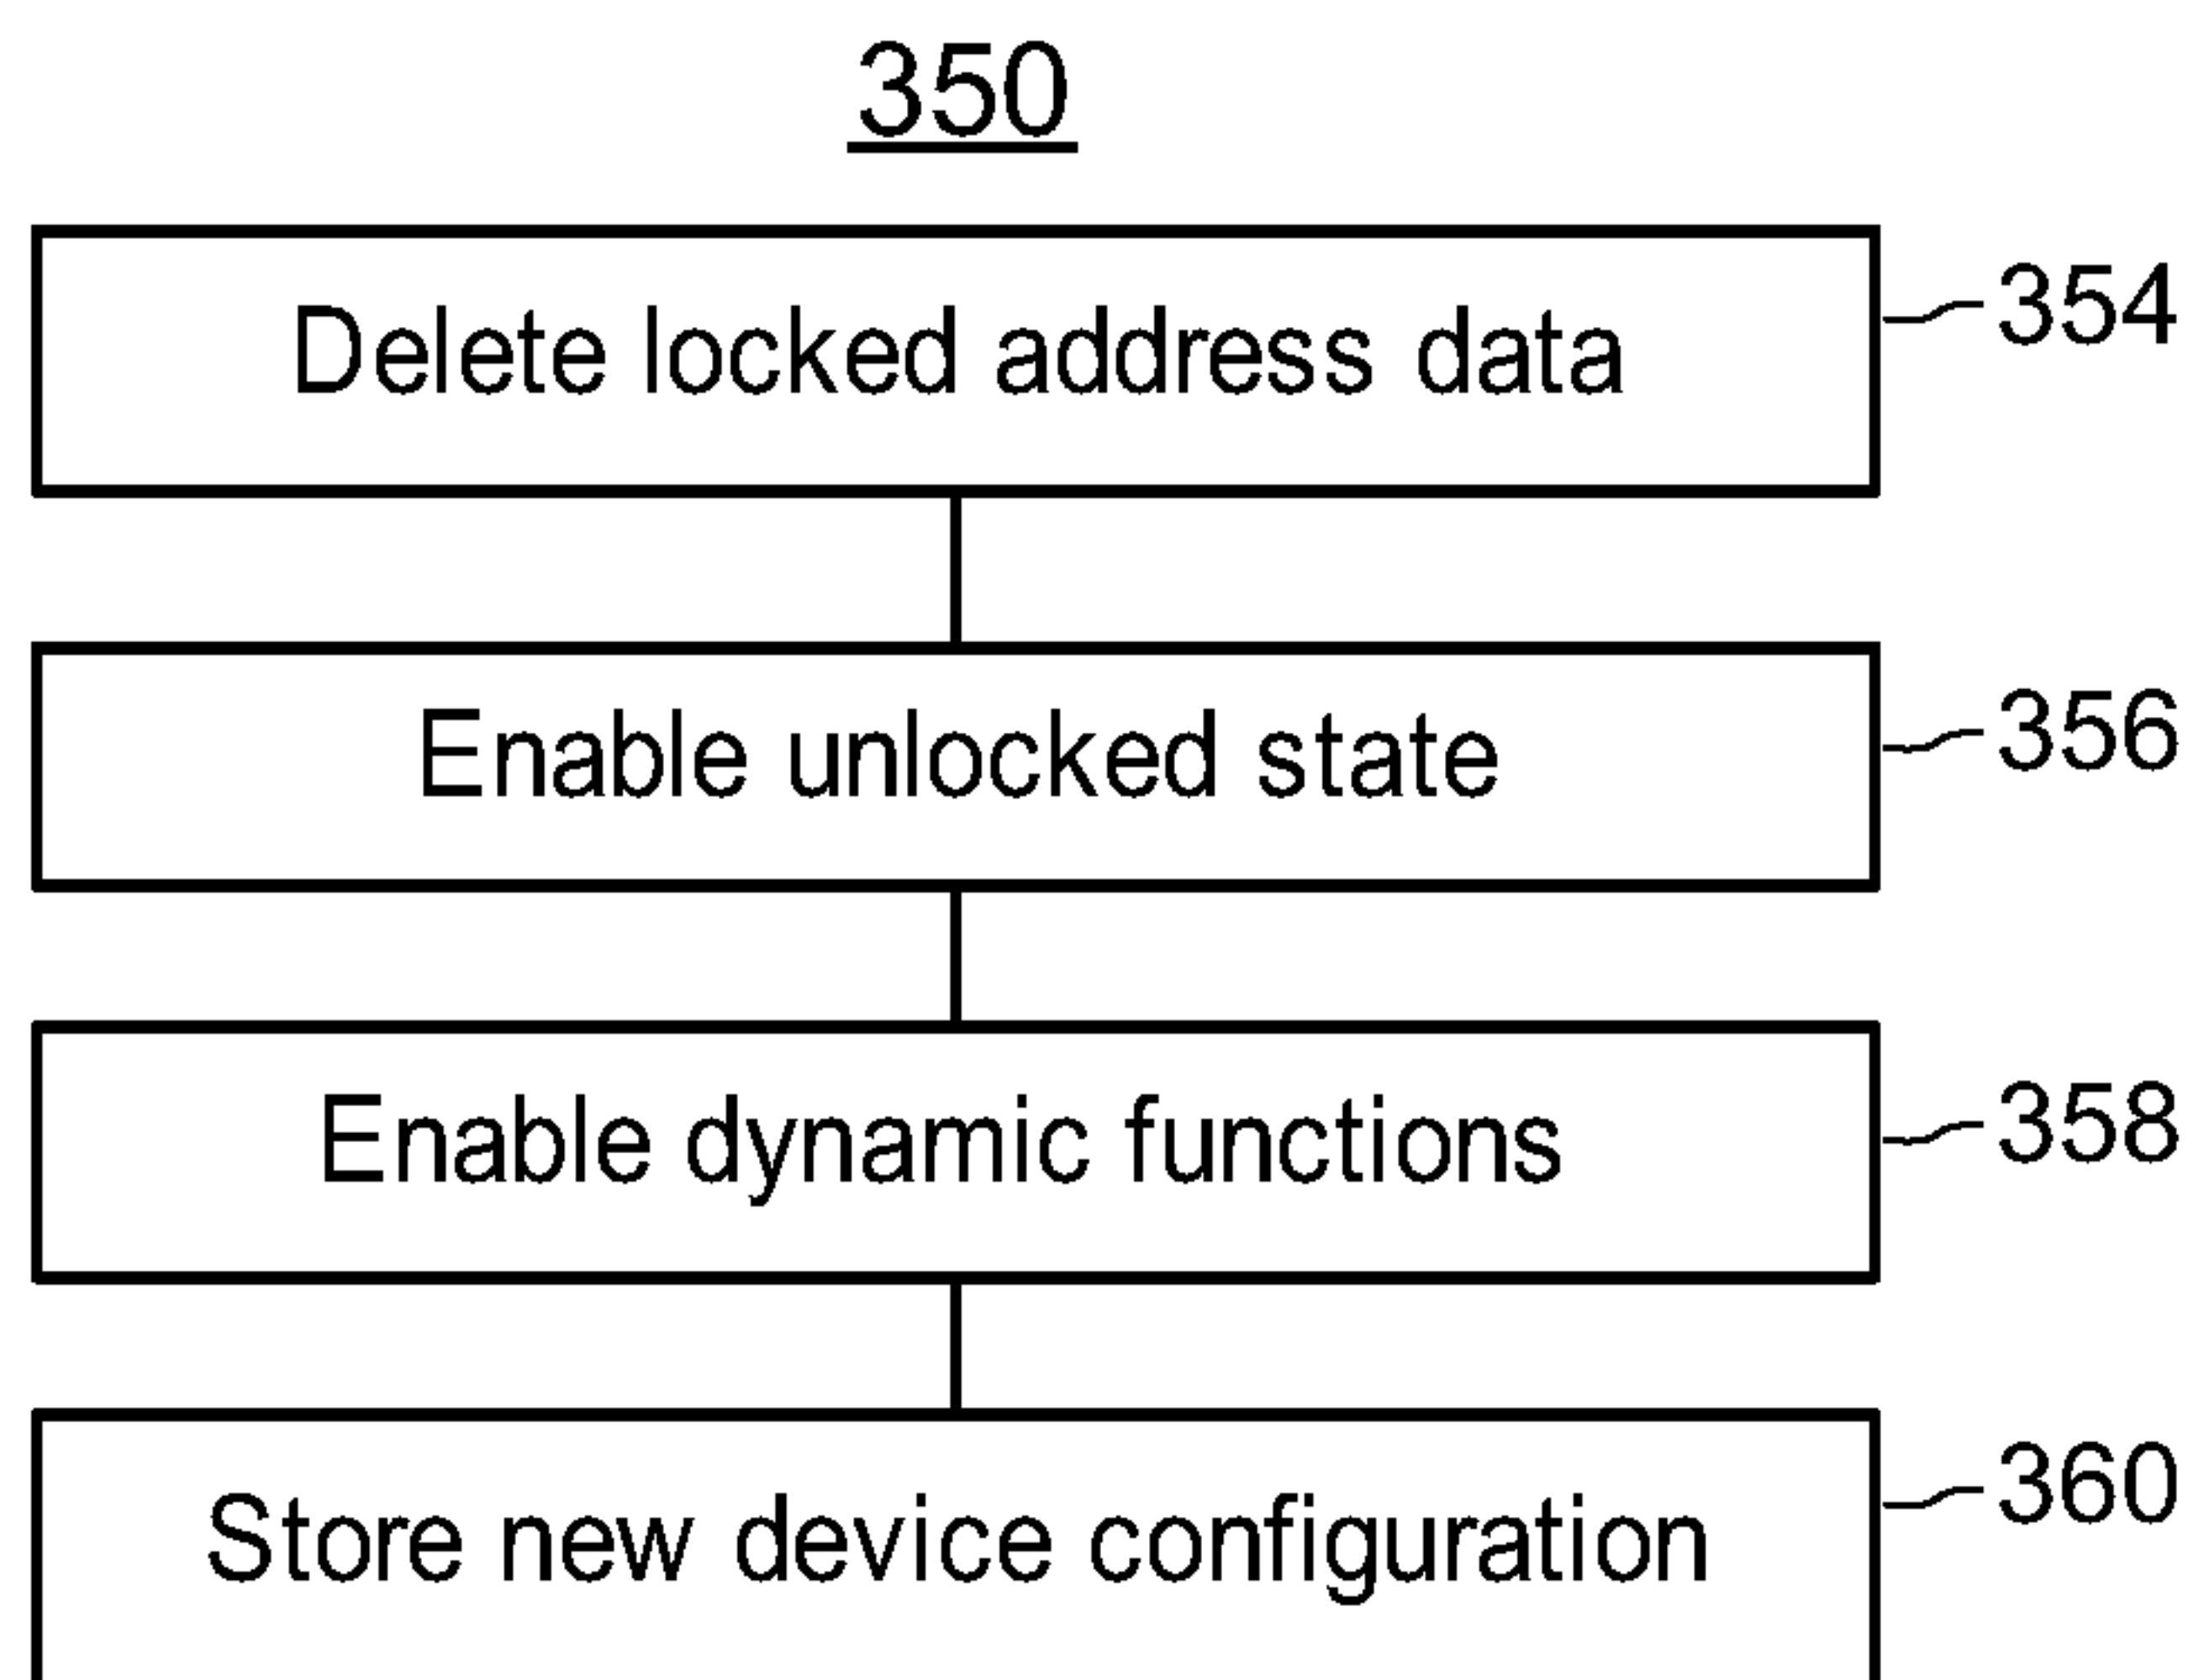 350
Delete locked address data
354
Enable unlocked state
356
Enable dynamic functions
358
Store new device configuration
360